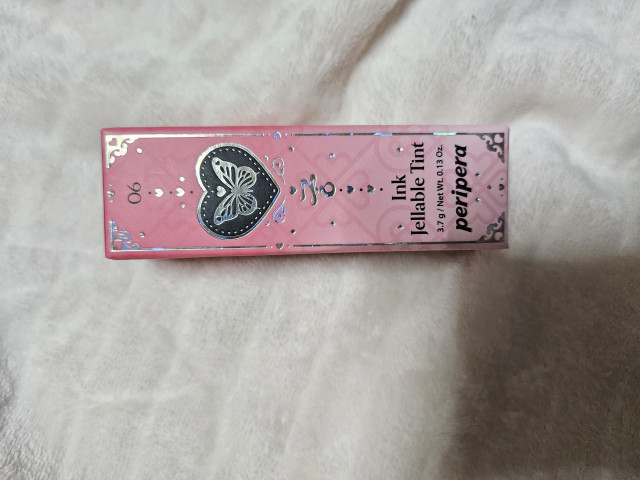 06
Ink
Jellable Tint
3.7 g / Net Wt. 0.13 Oz.
peripera